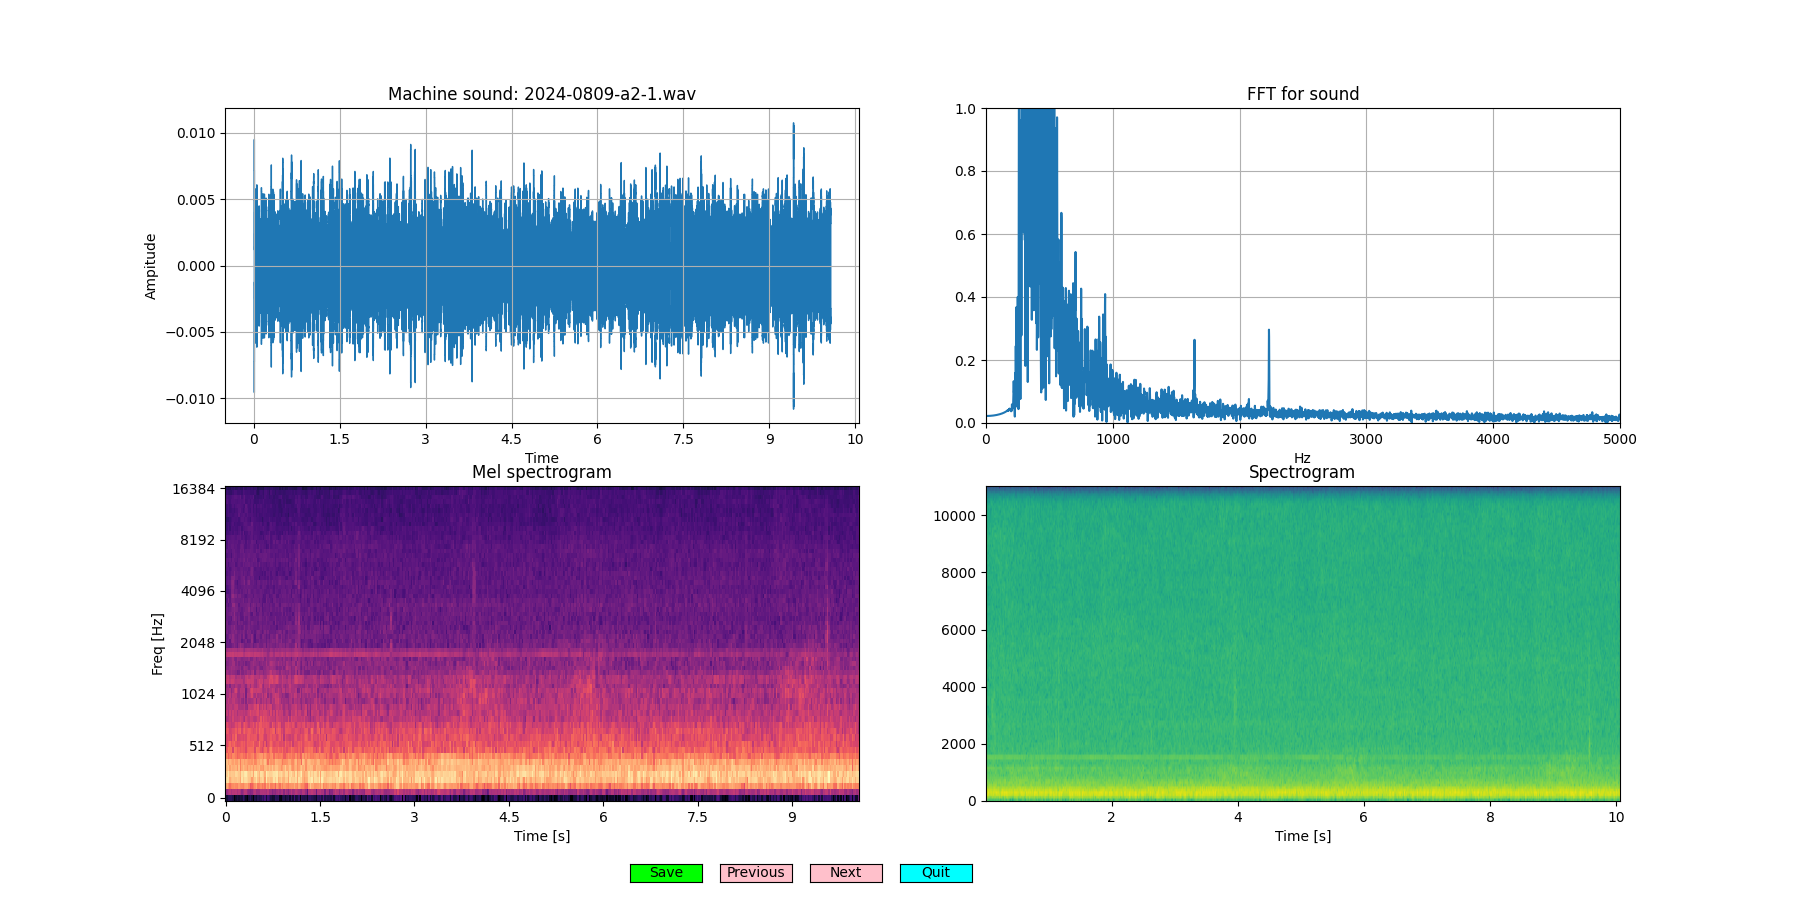 Machine sound: 2024-0809-a2-1.wav
0.010
0.005
0.000
−0.005
−0.010
Ampitude
0 1.5 3 4.5 6 7.5 9 10
Time
FFT for sound
1.0
0.8
0.6
0.4
0.2
0.0
0 1000 2000 3000 4000 5000
Hz
Mel spectrogram
16384
8192
4096
2048
1024
512
0
Freq [Hz]
0 1.5 3 4.5 6 7.5 9
Time [s]
Spectrogram
10000
8000
6000
4000
2000
0
2 4 6 8 10
Time [s]
Save Previous Next Quit